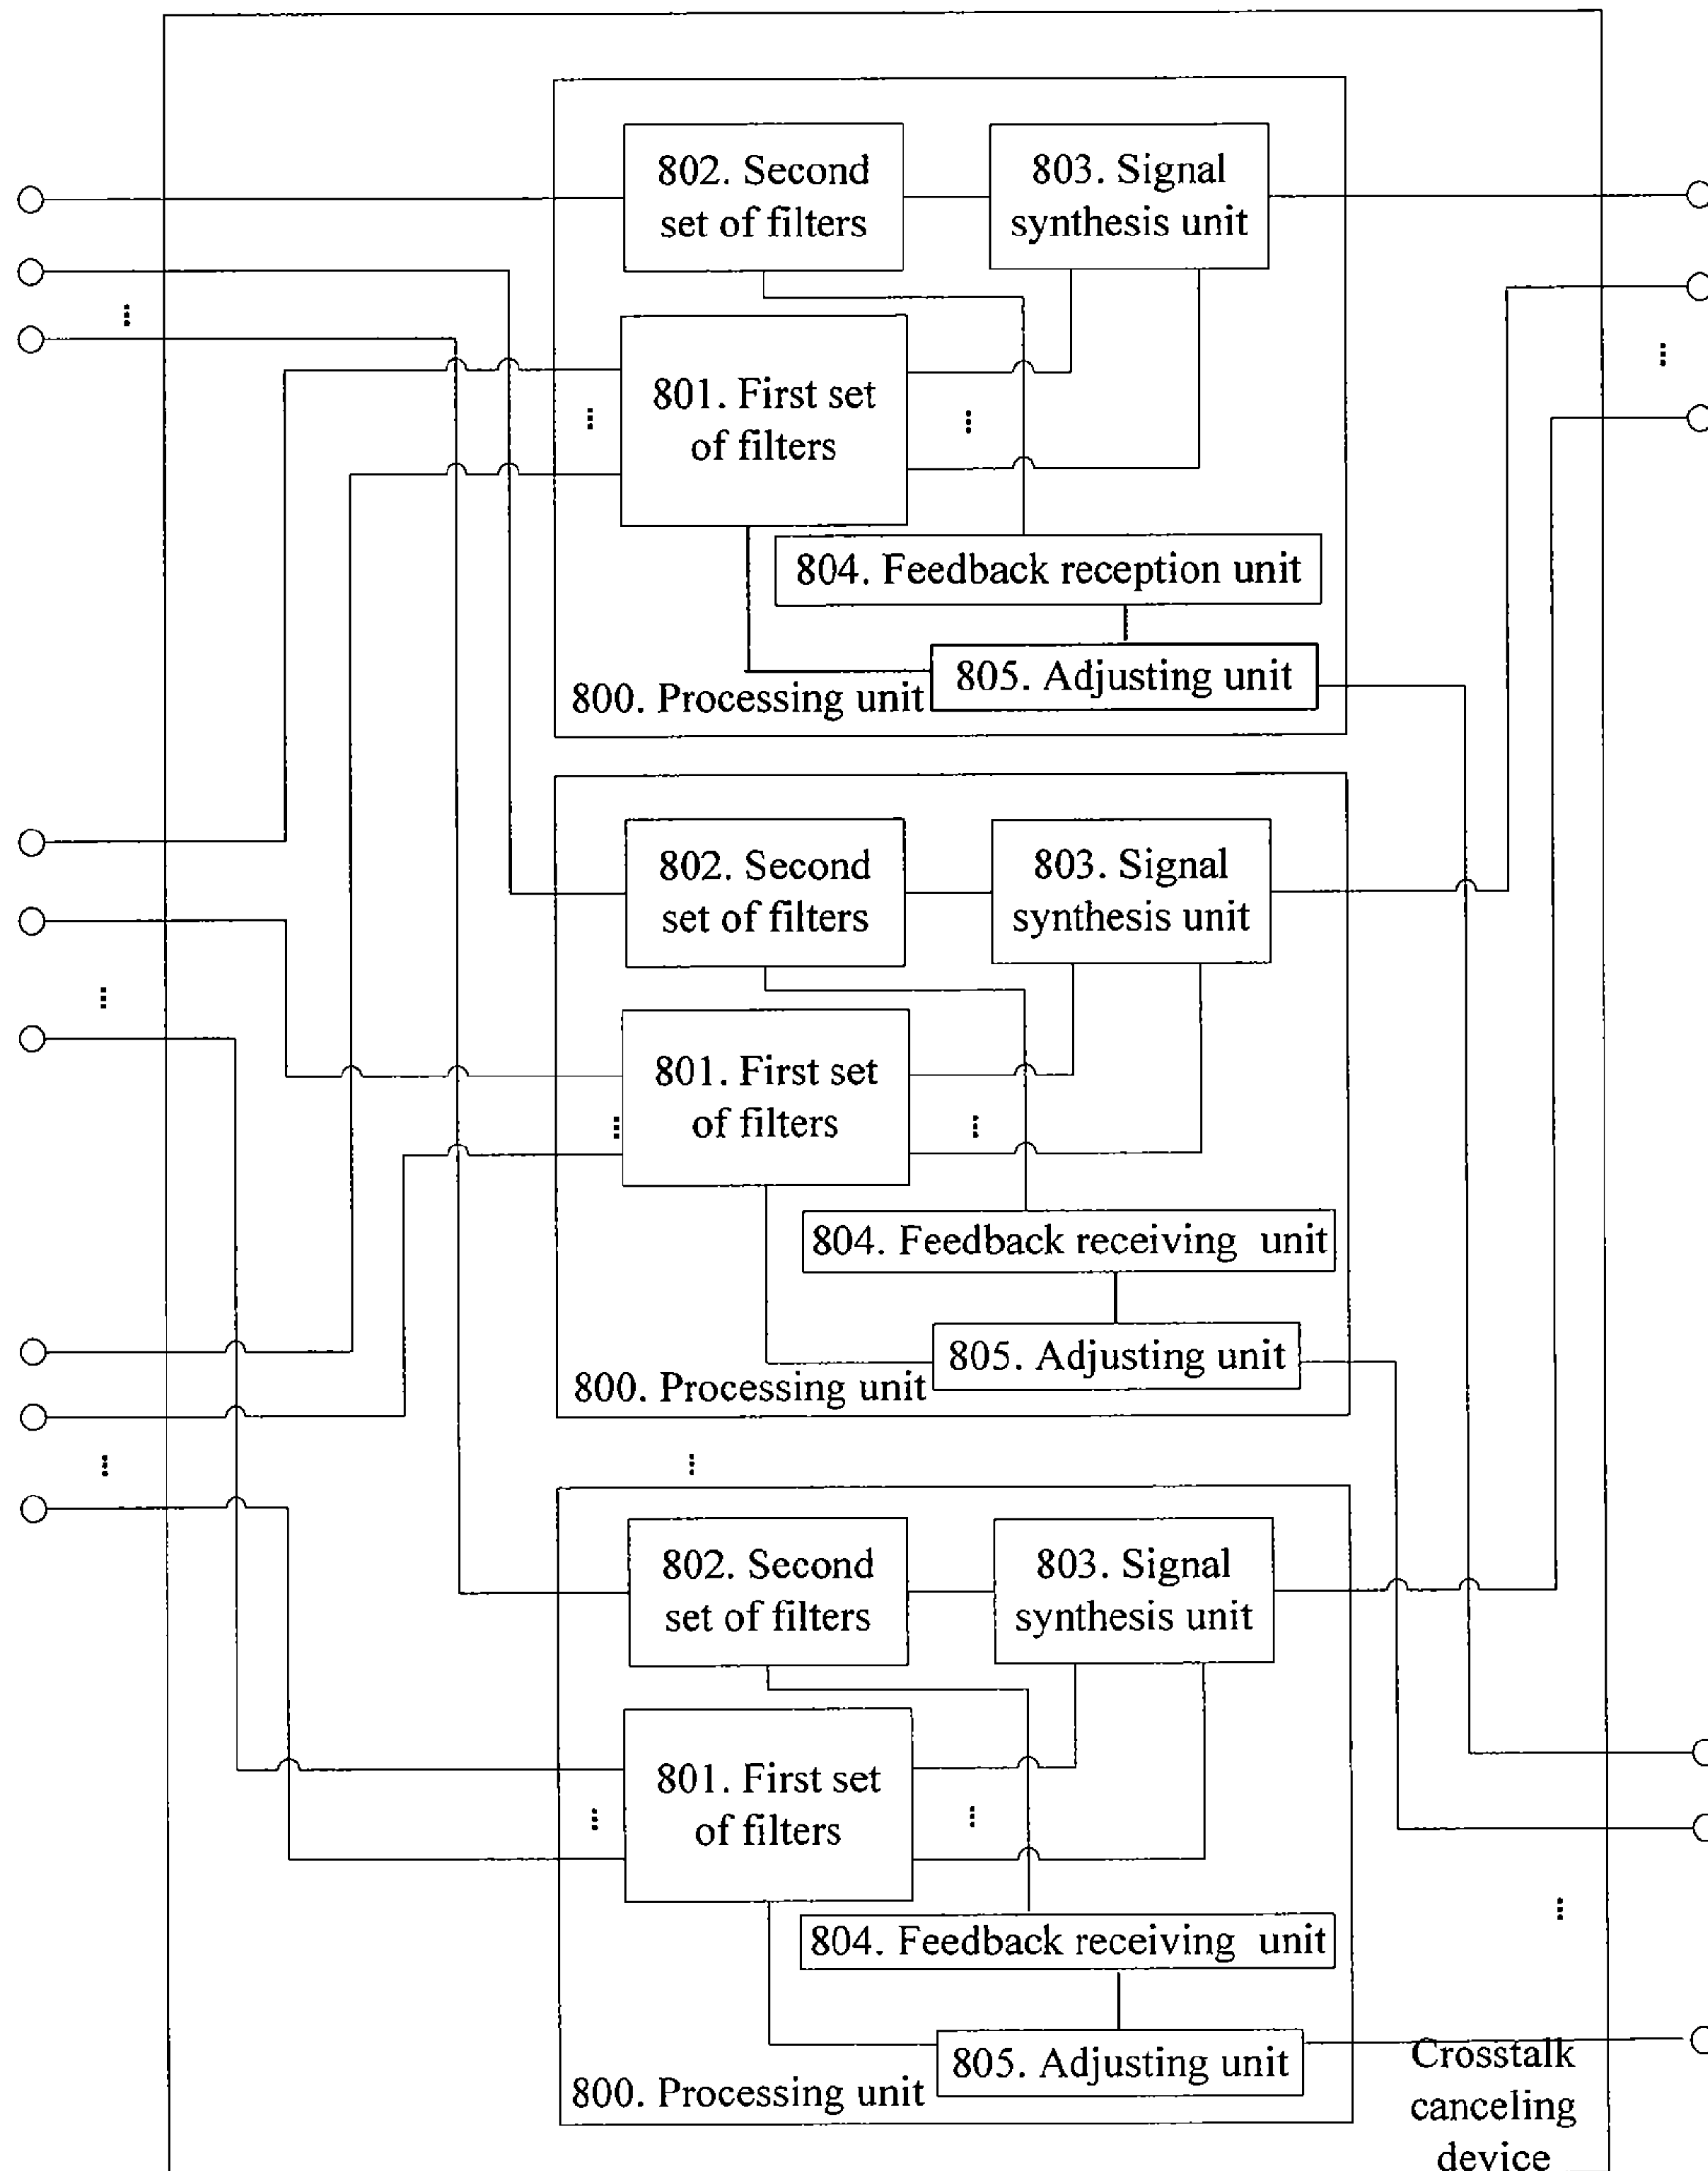 802. Second
set of filters
803. Signal
synthesis unit
801. First set
of filters
804. Feedback reception unit
805. Adjusting unit
800. Processing unit
802. Second
set of filters
803. Signal
synthesis unit
801. First set
of filters
804. Feedback receiving unit
805. Adjusting unit
800. Processing unit
802. Second
set of filters
803. Signal
synthesis unit
801. First set
of filters
804. Feedback receiving unit
805. Adjusting unit
800. Processing unit
Crosstalk
canceling
device